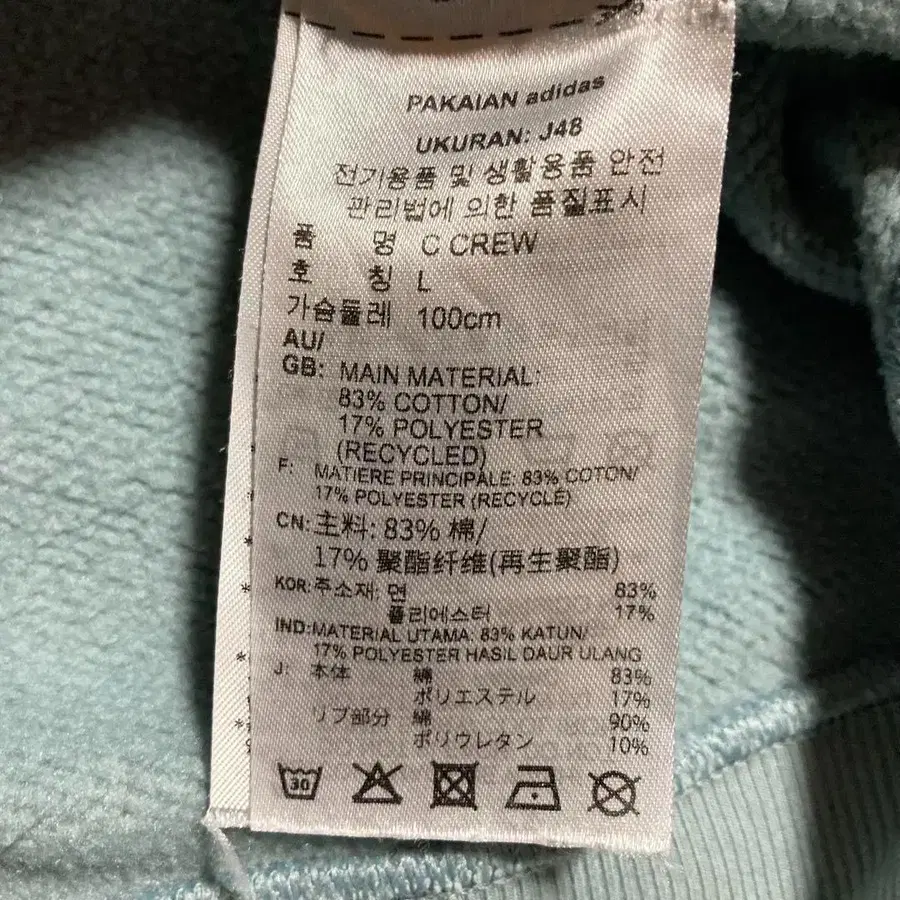 PAKAIAN adidas
UKURAN: J48
전기용품 및 생활용품 안전
관리법에 의한 품질표시
품 명 C CREW
호 칭 L
가슴둘레 100cm
AU/
GB: MAIN MATERIAL:
83% COTTON/
17% POLYESTER
(RECYCLED)
F: MATIERE PRINCIPALE: 83% COTON/
17% POLYESTER (RECYCLÉ)
CN: 主料: 83% 棉/
17% 聚酯纤维(再生聚酯)
KOR: 주소재: 면 83%
폴리에스터 17%
IND: MATERIAL UTAMA: 83% KATUN/
17% POLYESTER HASIL DAUR ULANG
J: 本体 綿 83%
ポリエステル 17%
リブ部分 綿 90%
ポリウレタン 10%
30